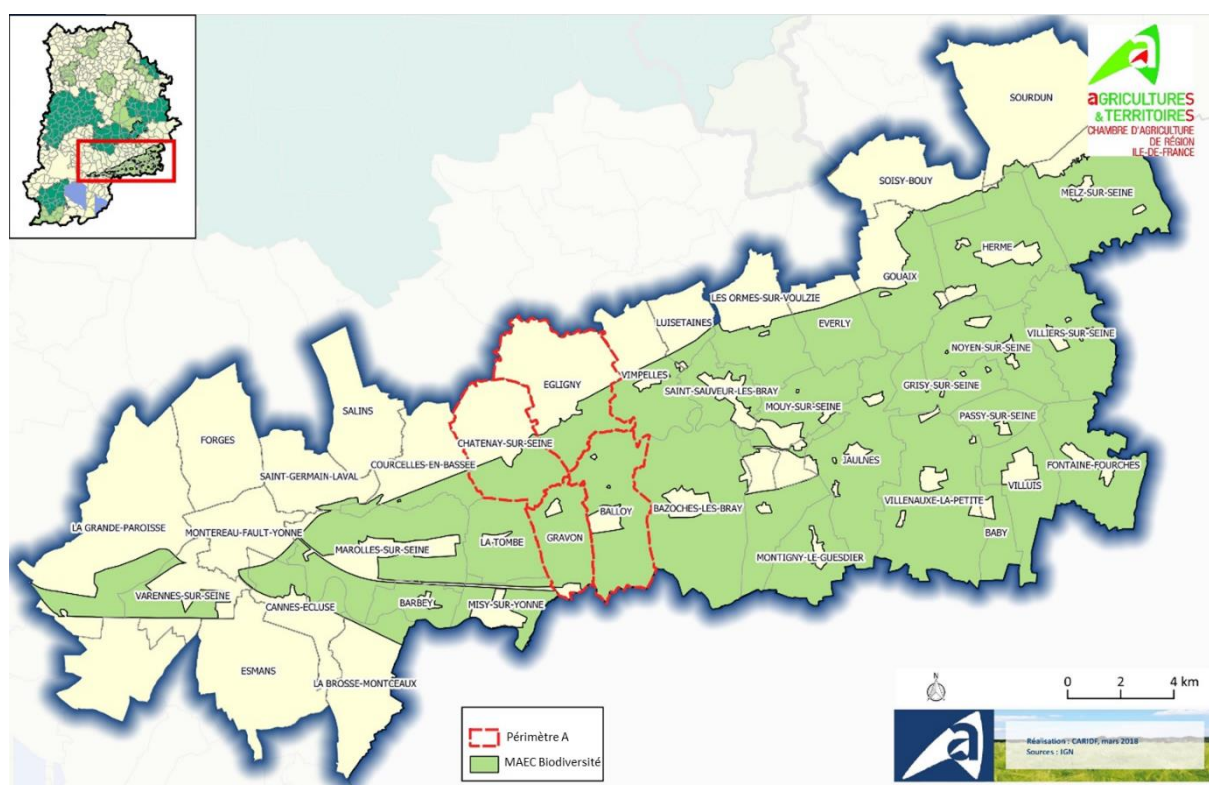 SOURDUN
aGRICULTURES
& TERRITOIRES
CHAMBRE D'AGRICULTURE
DE RÉGION
ILE-DE-FRANCE
SOISY-BOUY
MELZ-SUR-SEINE
HERME
GOUAIX
LES ORMES-SUR-VOULZIE
LUISETAINES
EVERLY
VILLIERS-SUR-SEINE
NOYEN-SUR-SEINE
EGLIGNY
VIMPELLES
SAINT-SAUVEUR-LES-BRAY
GRISY-SUR-SEINE
MOUY-SUR-SEINE
PASSY-SUR-SEINE
SALINS
FORGES
CHATENAY-SUR-SEINE
COURCELLES-EN-BASSEE
JAULNES
FONTAINE-FOURCHES
SAINT-GERMAIN-LAVAL
VILLUIS
VILLENAUXE-LA-PETITE
BAZOCHES-LES-BRAY
BALLOY
LA GRANDE-PAROISSE
MONTEREAU-FAULT-YONNE
BABY
GRAVON
LA-TOMBE
MAROLLES-SUR-SEINE
MONTIGNY-LE-GUESDIER
VARENNES-SUR-SEINE
CANNES-ECLUSE
BARBEY
MISY-SUR-YONNE
ESMANS
LA BROSSE-MONTCEAUX
N
0 2 4 km
Périmètre A
MAEC Biodiversité
Réalisation : CARIDF, mars 2018
Sources : IGN